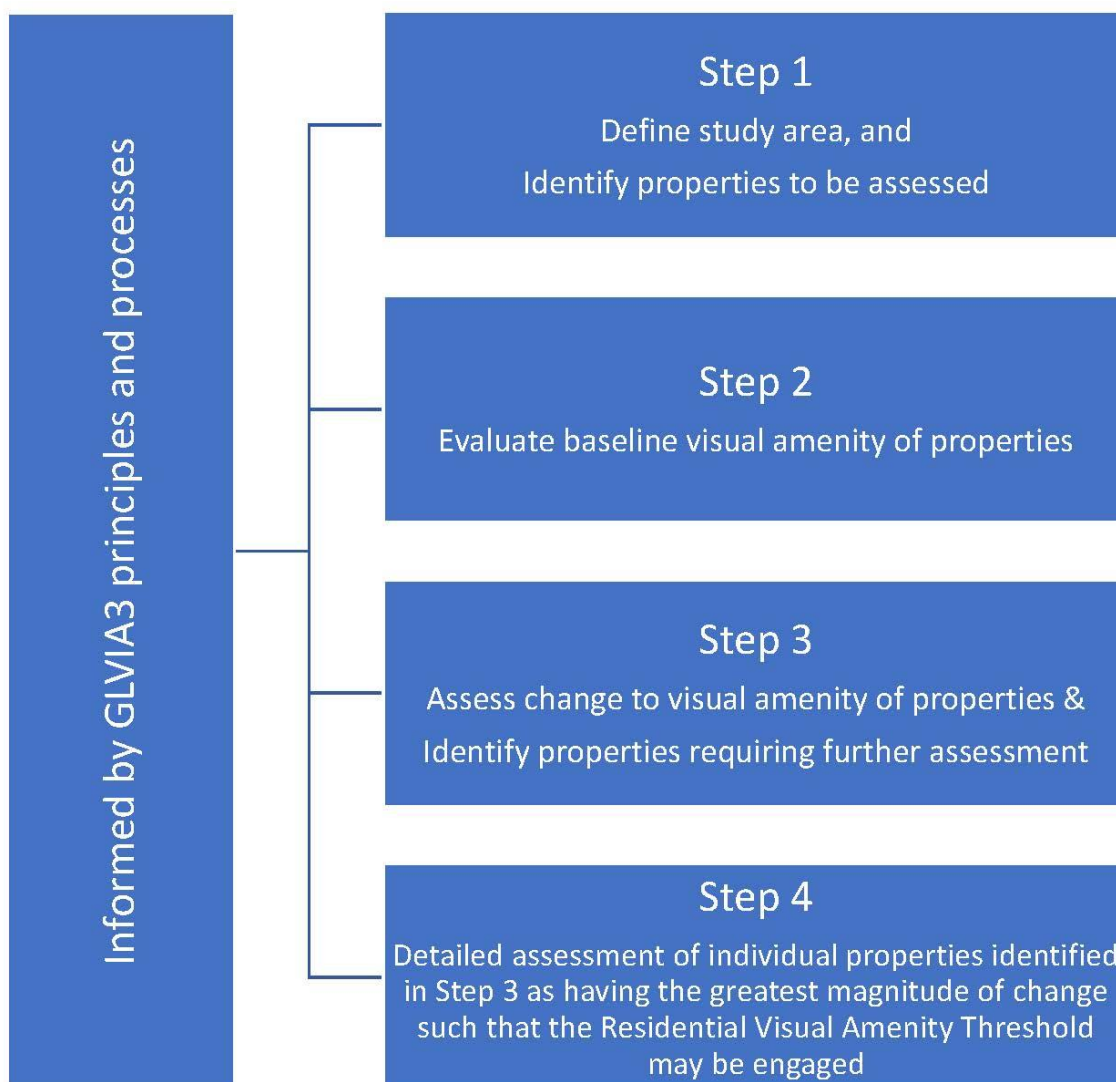 Informed by GLVIA3 principles and processes
Step 1
Define study area, and
Identify properties to be assessed
Step 2
Evaluate baseline visual amenity of properties
Step 3
Assess change to visual amenity of properties &
Identify properties requiring further assessment
Step 4
Detailed assessment of individual properties identified
in Step 3 as having the greatest magnitude of change
such that the Residential Visual Amenity Threshold
may be engaged